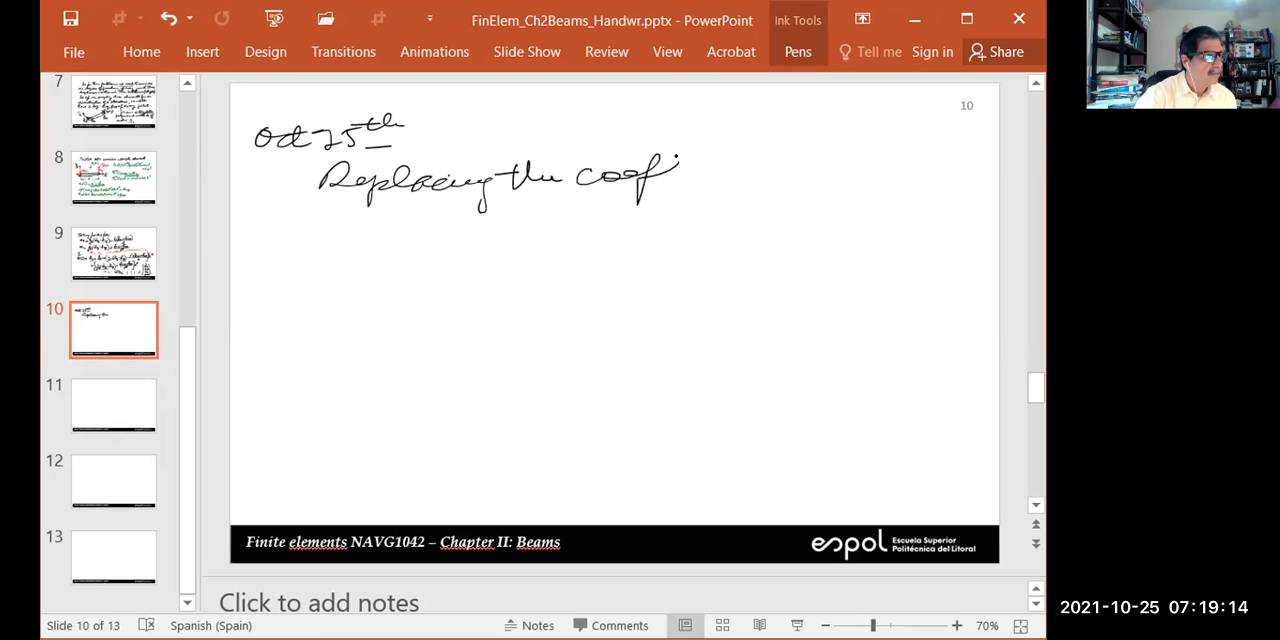 FinElem_Ch2Beams_Handwr.pptx - PowerPoint
Ink Tools
File
Home
Insert
Design
Transitions
Animations
Slide Show
Review
View
Acrobat
Pens
Tell me
Sign in
Share
7
8
9
10
11
12
13
10
Oct 25th
Replacing the coef
Finite elements NAVG1042 – Chapter II: Beams
espol
Escuela Superior
Politécnica del Litoral
Click to add notes
Slide 10 of 13
Spanish (Spain)
Notes
Comments
70%
2021-10-25 07:19:14